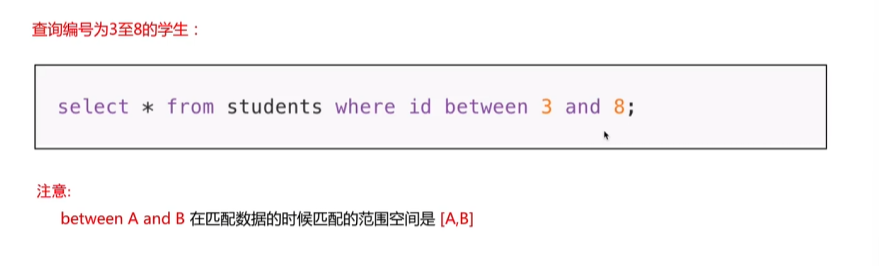 查询编号为3至8的学生：
select * from students where id between 3 and 8;
注意:
between A and B 在匹配数据的时候匹配的范围空间是 [A,B]